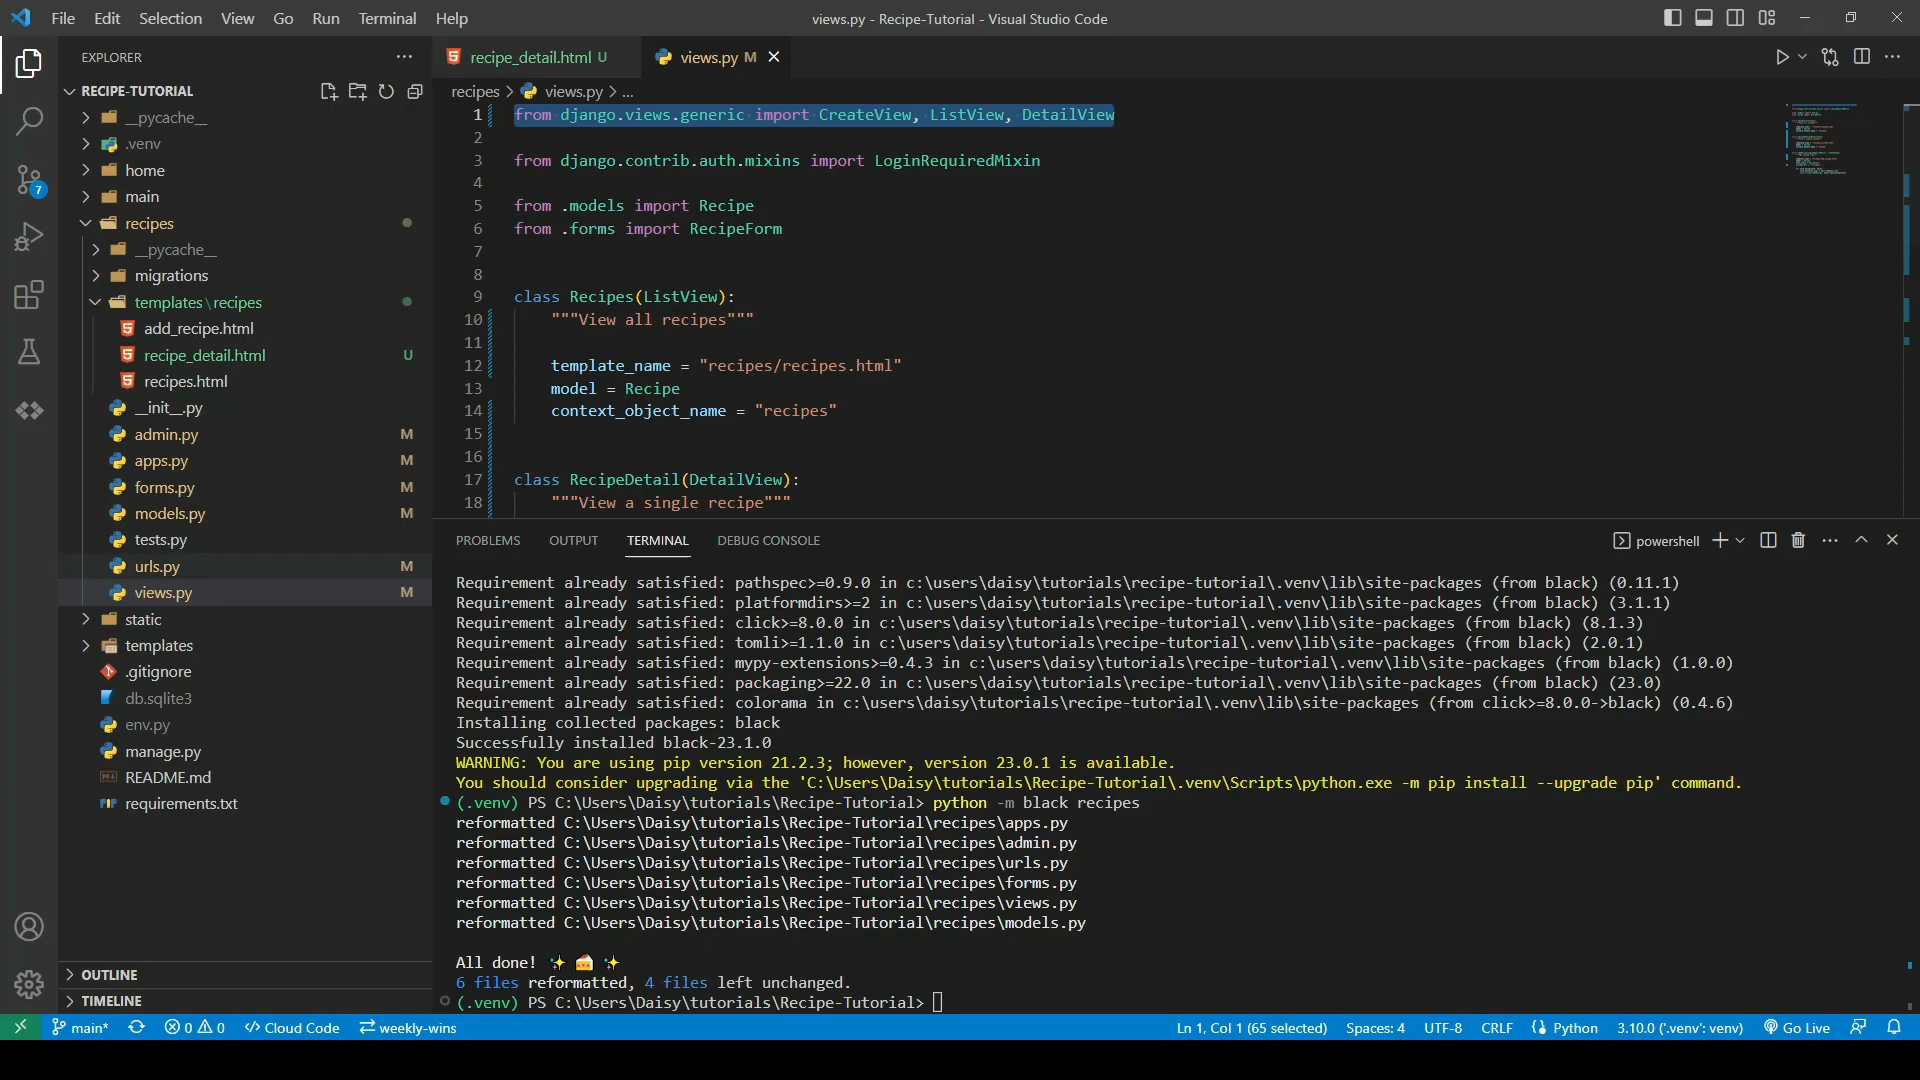 File Edit Selection View Go Run Terminal Help
views.py - Recipe-Tutorial - Visual Studio Code
EXPLORER
RECIPE-TUTORIAL
__pycache__
.venv
home
main
recipes
__pycache__
migrations
templates\recipes
add_recipe.html
recipe_detail.html U
recipes.html
__init__.py
admin.py M
apps.py M
forms.py M
models.py M
tests.py
urls.py M
views.py M
static
templates
.gitignore
db.sqlite3
env.py
manage.py
README.md
requirements.txt
OUTLINE
TIMELINE
7
recipe_detail.html U
views.py M
recipes > views.py > ...
1 from django.views.generic import CreateView, ListView, DetailView
2
3 from django.contrib.auth.mixins import LoginRequiredMixin
4
5 from .models import Recipe
6 from .forms import RecipeForm
7
8
9 class Recipes(ListView):
10 """View all recipes"""
11
12 template_name = "recipes/recipes.html"
13 model = Recipe
14 context_object_name = "recipes"
15
16
17 class RecipeDetail(DetailView):
18 """View a single recipe"""
PROBLEMS OUTPUT TERMINAL DEBUG CONSOLE
powershell
Requirement already satisfied: pathspec>=0.9.0 in c:\users\daisy\tutorials\recipe-tutorial\.venv\lib\site-packages (from black) (0.11.1)
Requirement already satisfied: platformdirs>=2 in c:\users\daisy\tutorials\recipe-tutorial\.venv\lib\site-packages (from black) (3.1.1)
Requirement already satisfied: click>=8.0.0 in c:\users\daisy\tutorials\recipe-tutorial\.venv\lib\site-packages (from black) (8.1.3)
Requirement already satisfied: tomli>=1.1.0 in c:\users\daisy\tutorials\recipe-tutorial\.venv\lib\site-packages (from black) (2.0.1)
Requirement already satisfied: mypy-extensions>=0.4.3 in c:\users\daisy\tutorials\recipe-tutorial\.venv\lib\site-packages (from black) (1.0.0)
Requirement already satisfied: packaging>=22.0 in c:\users\daisy\tutorials\recipe-tutorial\.venv\lib\site-packages (from black) (23.0)
Requirement already satisfied: colorama in c:\users\daisy\tutorials\recipe-tutorial\.venv\lib\site-packages (from click>=8.0.0->black) (0.4.6)
Installing collected packages: black
Successfully installed black-23.1.0
WARNING: You are using pip version 21.2.3; however, version 23.0.1 is available.
You should consider upgrading via the 'C:\Users\Daisy\tutorials\Recipe-Tutorial\.venv\Scripts\python.exe -m pip install --upgrade pip' command.
(.venv) PS C:\Users\Daisy\tutorials\Recipe-Tutorial> python -m black recipes
reformatted C:\Users\Daisy\tutorials\Recipe-Tutorial\recipes\apps.py
reformatted C:\Users\Daisy\tutorials\Recipe-Tutorial\recipes\admin.py
reformatted C:\Users\Daisy\tutorials\Recipe-Tutorial\recipes\urls.py
reformatted C:\Users\Daisy\tutorials\Recipe-Tutorial\recipes\forms.py
reformatted C:\Users\Daisy\tutorials\Recipe-Tutorial\recipes\views.py
reformatted C:\Users\Daisy\tutorials\Recipe-Tutorial\recipes\models.py
All done! ✨ 🍰 ✨
6 files reformatted, 4 files left unchanged.
(.venv) PS C:\Users\Daisy\tutorials\Recipe-Tutorial>
main* 0 0 Cloud Code weekly-wins
Ln 1, Col 1 (65 selected) Spaces: 4 UTF-8 CRLF Python 3.10.0 ('.venv': venv) Go Live